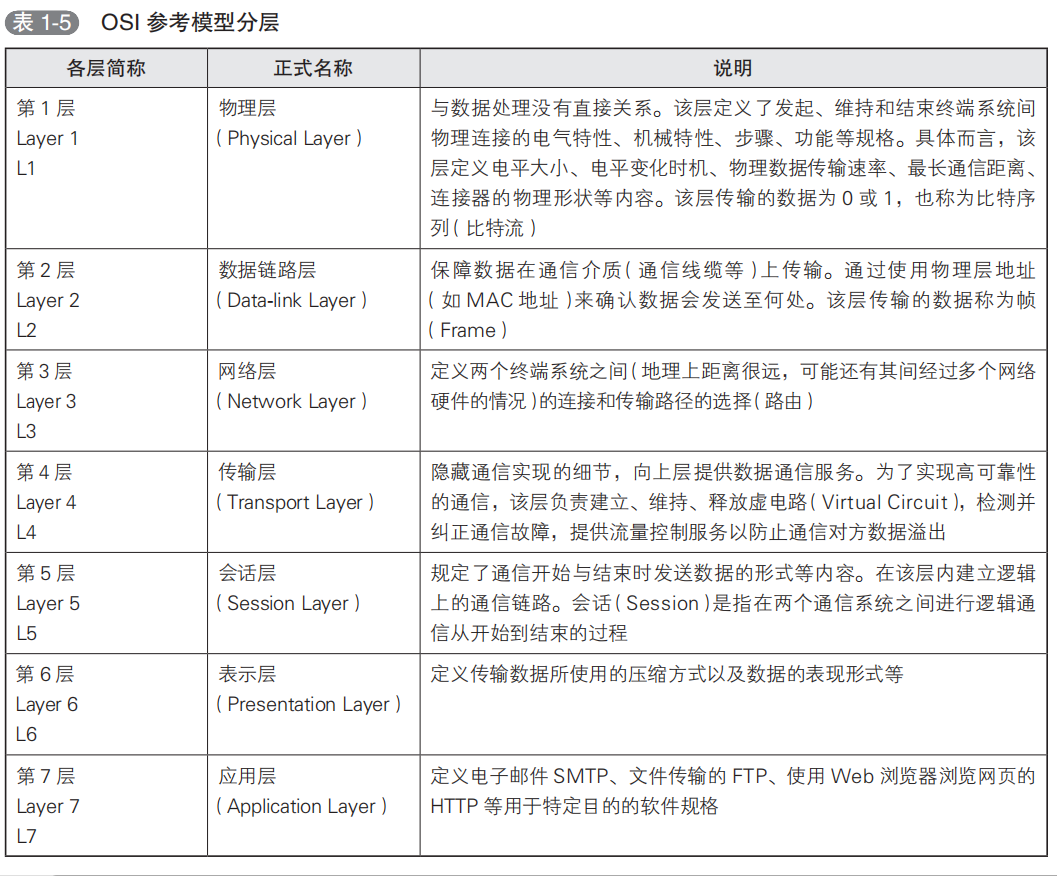 表 1-5 OSI 参考模型分层
各层简称 正式名称 说明
第 1 层
Layer 1
L1
物理层
( Physical Layer )
与数据处理没有直接关系。该层定义了发起、维持和结束终端系统间
物理连接的电气特性、机械特性、步骤、功能等规格。具体而言，该
层定义电平大小、电平变化时机、物理数据传输速率、最长通信距离、
连接器的物理形状等内容。该层传输的数据为 0 或 1，也称为比特序
列( 比特流 )
第 2 层
Layer 2
L2
数据链路层
( Data-link Layer )
保障数据在通信介质( 通信线缆等 )上传输。通过使用物理层地址
( 如 MAC 地址 )来确认数据会发送至何处。该层传输的数据称为帧
( Frame )
第 3 层
Layer 3
L3
网络层
( Network Layer )
定义两个终端系统之间( 地理上距离很远，可能还有其间经过多个网络
硬件的情况 )的连接和传输路径的选择( 路由 )
第 4 层
Layer 4
L4
传输层
( Transport Layer )
隐藏通信实现的细节，向上层提供数据通信服务。为了实现高可靠性
的通信，该层负责建立、维持、释放虚电路( Virtual Circuit )，检测并
纠正通信故障，提供流量控制服务以防止通信对方数据溢出
第 5 层
Layer 5
L5
会话层
( Session Layer )
规定了通信开始与结束时发送数据的形式等内容。在该层内建立逻辑
上的通信链路。会话( Session )是指在两个通信系统之间进行逻辑通
信从开始到结束的过程
第 6 层
Layer 6
L6
表示层
( Presentation Layer )
定义传输数据所使用的压缩方式以及数据的表现形式等
第 7 层
Layer 7
L7
应用层
( Application Layer )
定义电子邮件 SMTP、文件传输的 FTP、使用 Web 浏览器浏览网页的
HTTP 等用于特定目的的软件规格